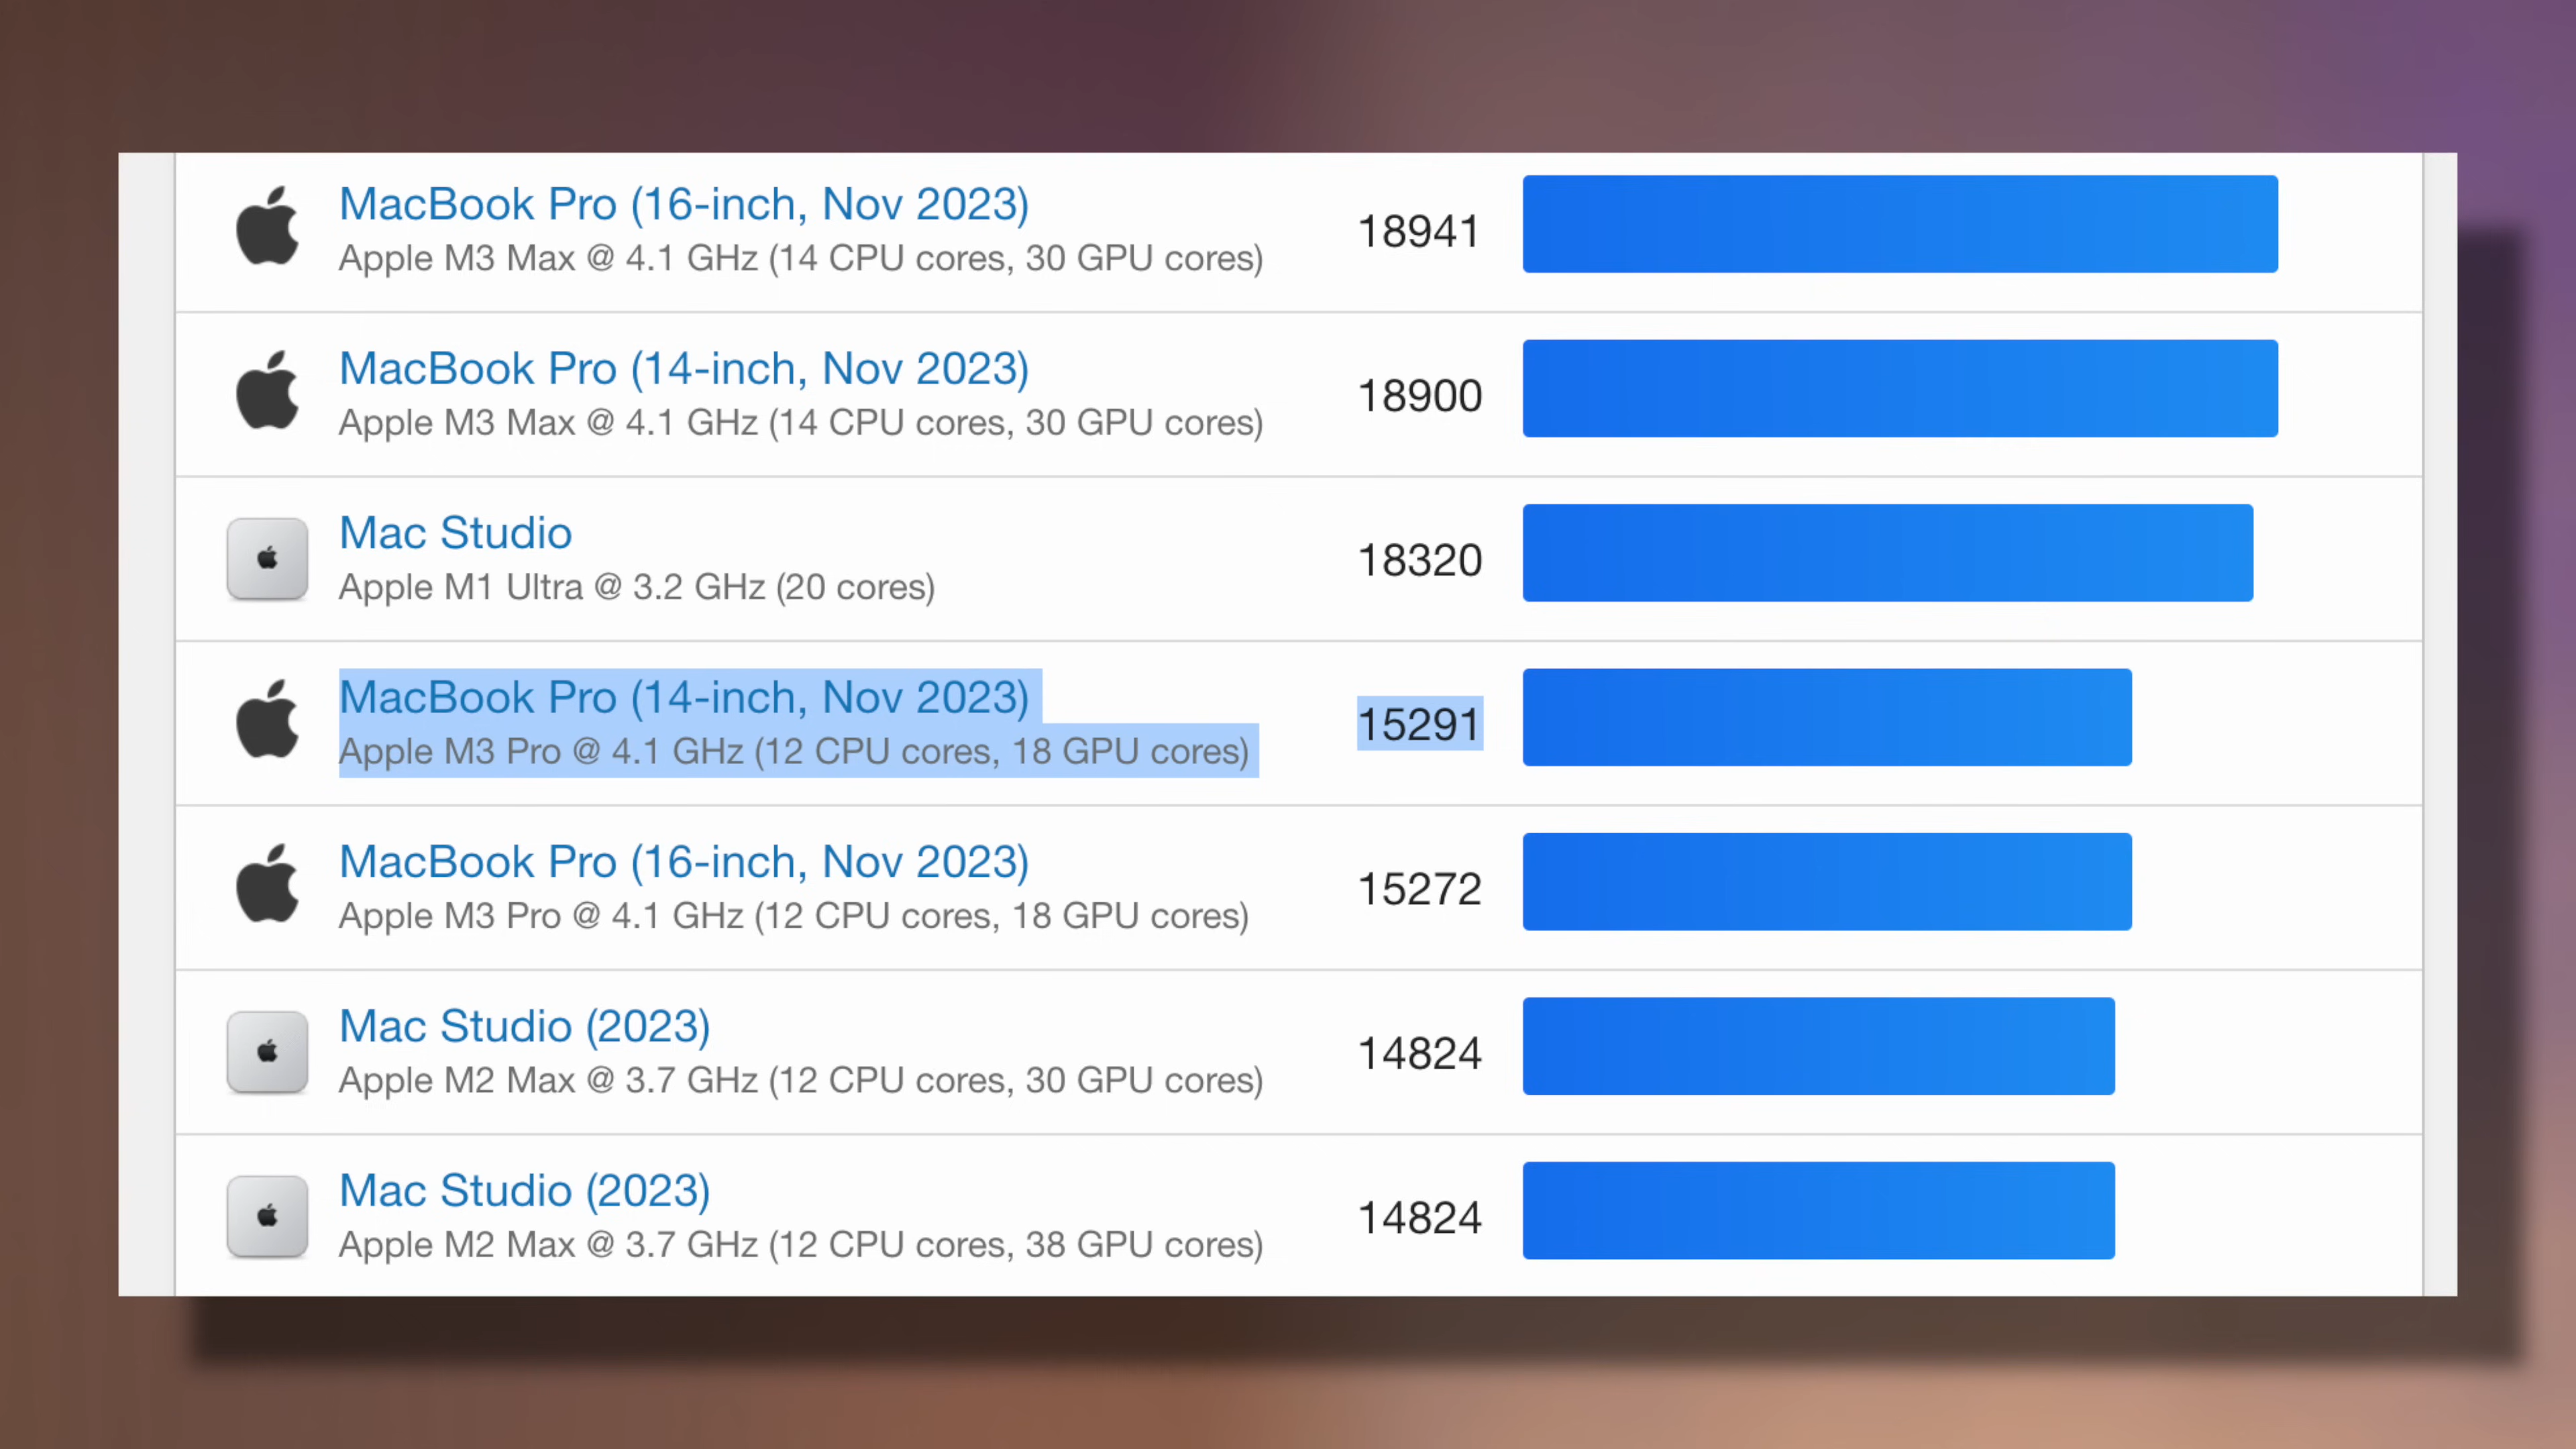 MacBook Pro (16-inch, Nov 2023)
Apple M3 Max @ 4.1 GHz (14 CPU cores, 30 GPU cores)
18941
MacBook Pro (14-inch, Nov 2023)
Apple M3 Max @ 4.1 GHz (14 CPU cores, 30 GPU cores)
18900
Mac Studio
Apple M1 Ultra @ 3.2 GHz (20 cores)
18320
MacBook Pro (14-inch, Nov 2023)
Apple M3 Pro @ 4.1 GHz (12 CPU cores, 18 GPU cores)
15291
MacBook Pro (16-inch, Nov 2023)
Apple M3 Pro @ 4.1 GHz (12 CPU cores, 18 GPU cores)
15272
Mac Studio (2023)
Apple M2 Max @ 3.7 GHz (12 CPU cores, 30 GPU cores)
14824
Mac Studio (2023)
Apple M2 Max @ 3.7 GHz (12 CPU cores, 38 GPU cores)
14824